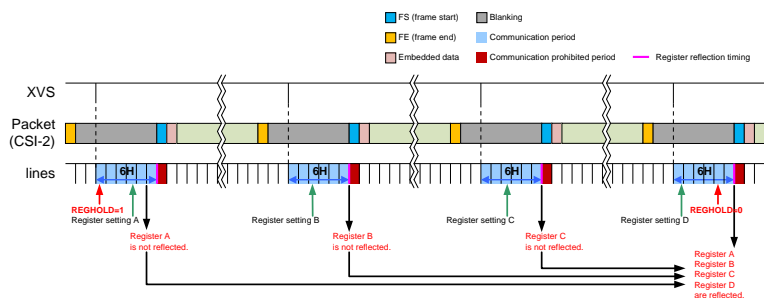 FS (frame start)
Blanking
FE (frame end)
Communication period
Embedded data
Communication prohibited period
Register reflection timing
XVS
Packet
(CSI-2)
lines
6H
6H
6H
6H
REGHOLD=1
Register setting A
Register setting B
Register setting C
Register setting D
REGHOLD=0
Register A
is not reflected.
Register B
is not reflected.
Register C
is not reflected.
Register A
Register B
Register C
Register D
are reflected.